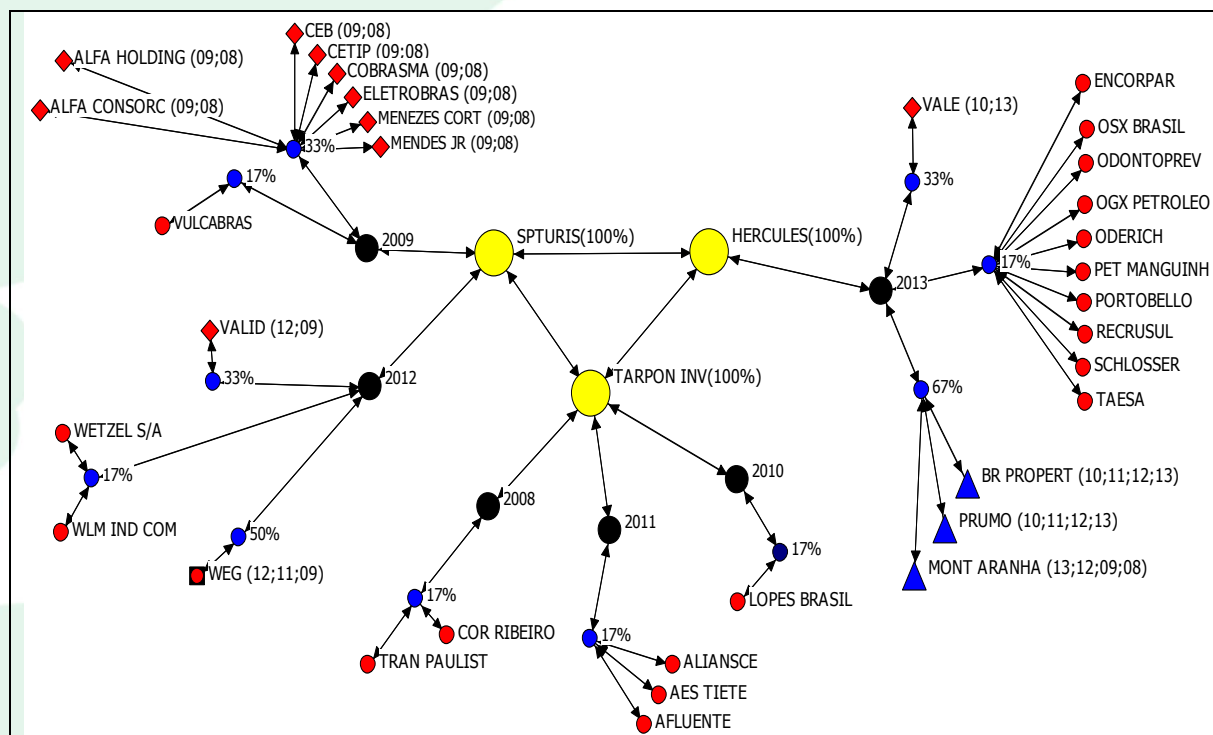 CEB (09;08)
CETIP (09;08)
ALFA HOLDING (09;08)
COBRASMA (09;08)
ELETROBRAS (09;08)
ALFA CONSORC (09;08)
MENEZES CORT (09;08)
MENDES JR (09;08)
33%
17%
VULCABRAS
2009
SPTURIS(100%)
HERCULES(100%)
VALE (10;13)
33%
2013
17%
ENCORPAR
OSX BRASIL
ODONTOPREV
OGX PETROLEO
ODERICH
PET MANGUINH
PORTOBELLO
RECRUSUL
SCHLOSSER
TAESA
VALID (12;09)
33%
2012
TARPON INV(100%)
67%
WETZEL S/A
17%
WLM IND COM
50%
WEG (12;11;09)
2008
2011
2010
BR PROPERT (10;11;12;13)
PRUMO (10;11;12;13)
MONT ARANHA (13;12;09;08)
17%
LOPES BRASIL
17%
COR RIBEIRO
TRAN PAULIST
17%
ALIANSCE
AES TIETE
AFLUENTE